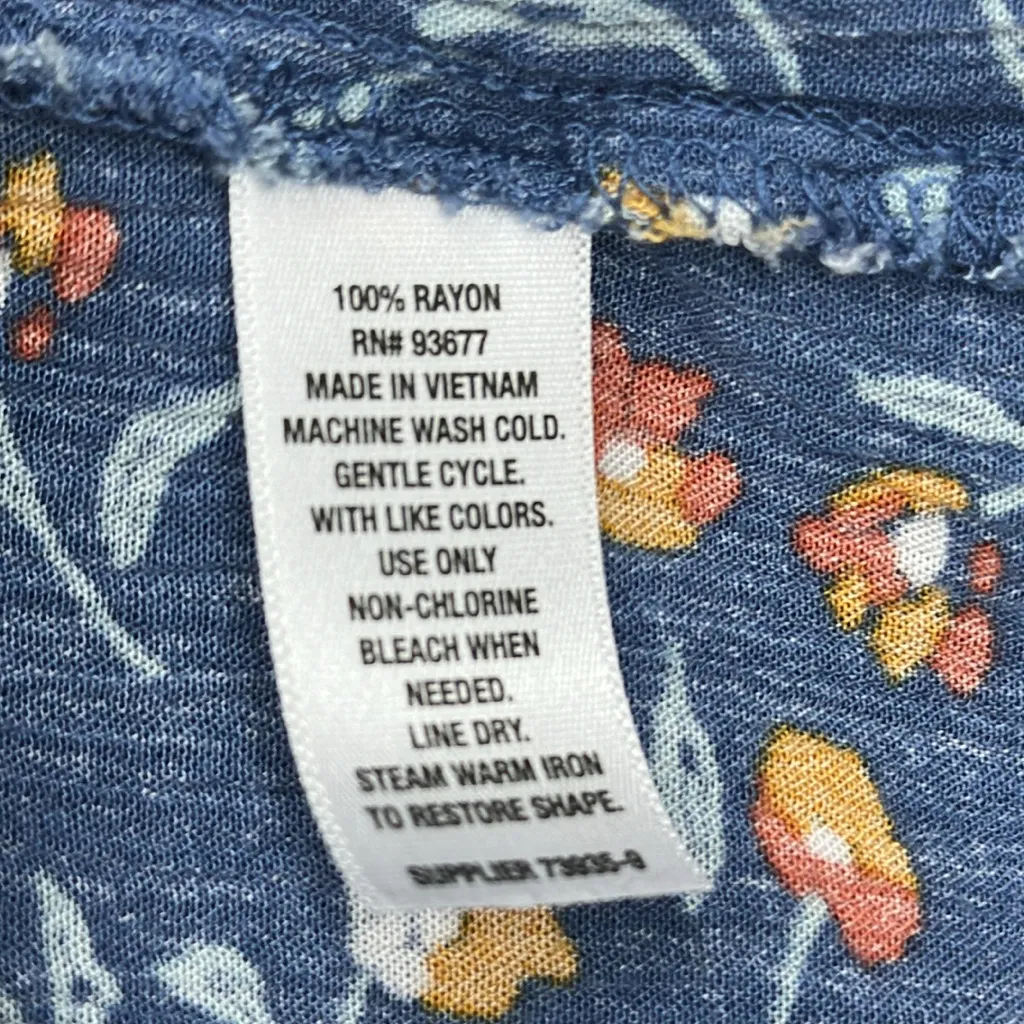 100% RAYON
RN# 93677
MADE IN VIETNAM
MACHINE WASH COLD.
GENTLE CYCLE.
WITH LIKE COLORS.
USE ONLY
NON-CHLORINE
BLEACH WHEN
NEEDED.
LINE DRY.
STEAM WARM IRON
TO RESTORE SHAPE.
SUPPLIER 73935-9